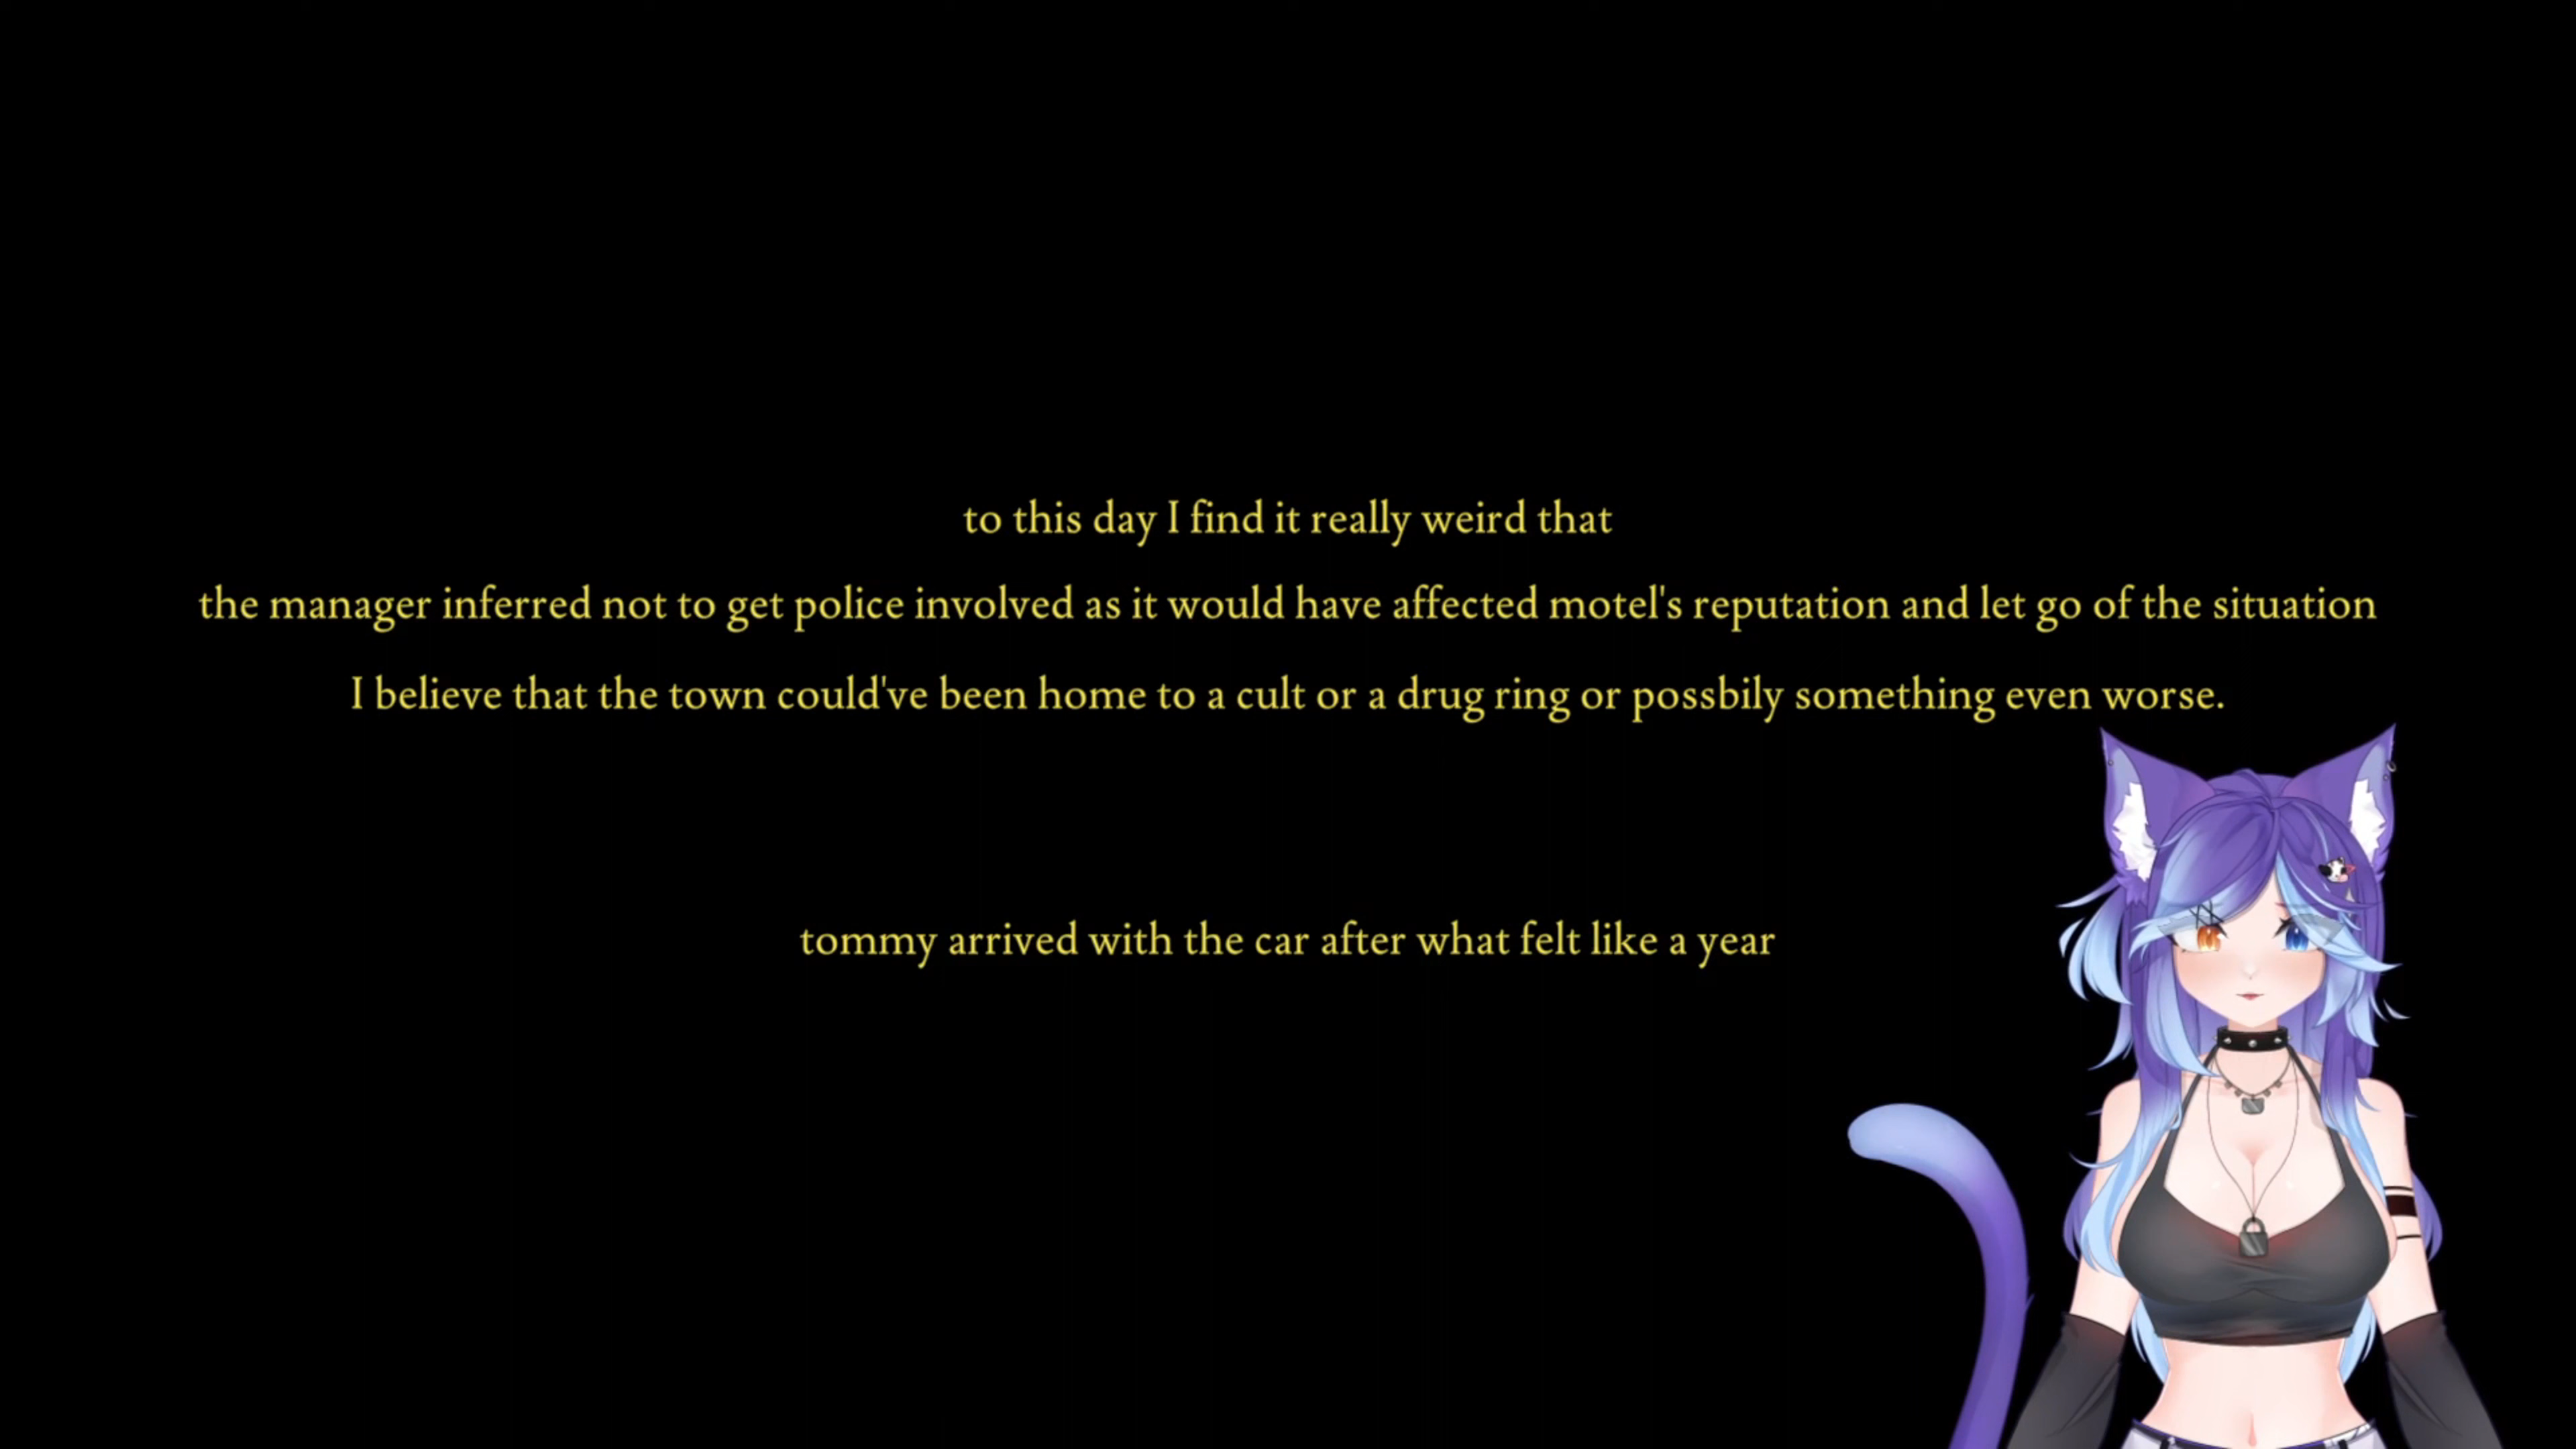 to this day I find it really weird that
the manager inferred not to get police involved as it would have affected motel's reputation and let go of the situation
I believe that the town could've been home to a cult or a drug ring or possbily something even worse.
tommy arrived with the car after what felt like a year